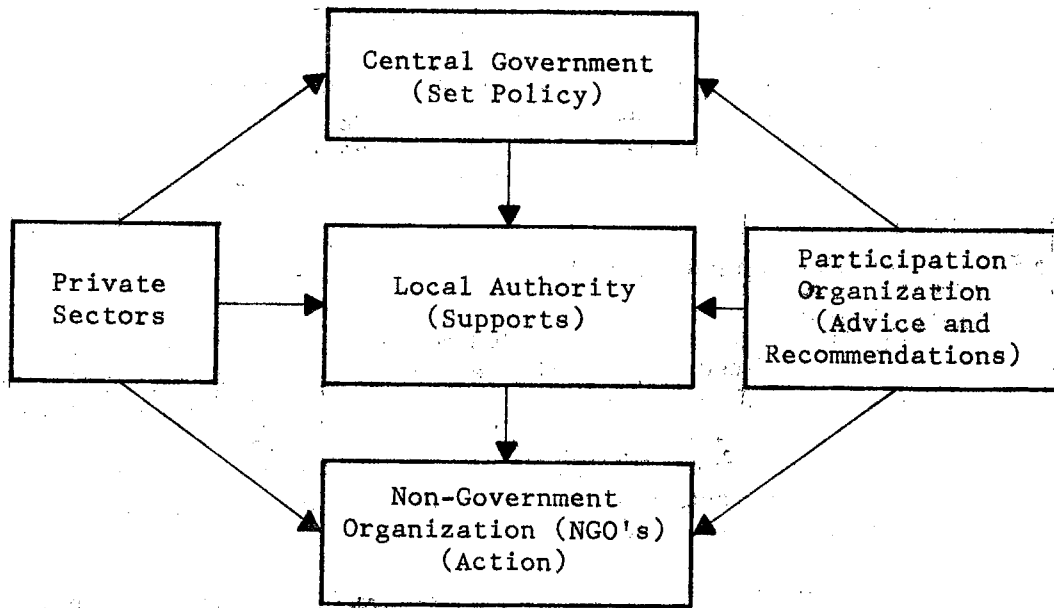 Central Government
(Set Policy)
Private
Sectors
Local Authority
(Supports)
Participation
Organization
(Advice and
Recommendations)
Non-Government
Organization (NGO's)
(Action)